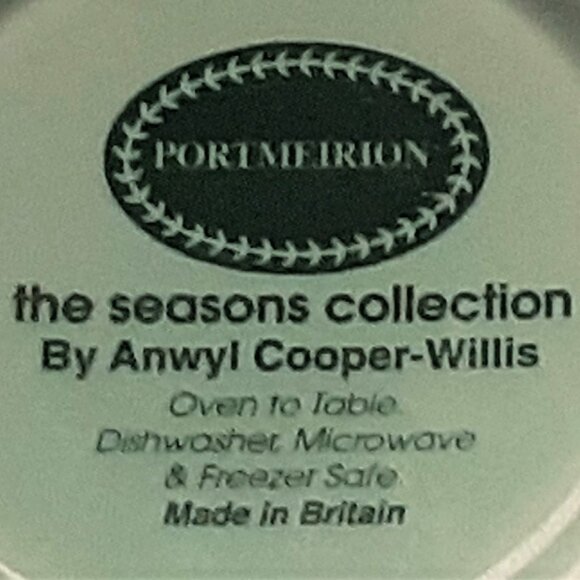 PORTMEIRION
the seasons collection
By Anwyl Cooper-Willis
Oven to Table.
Dishwasher, Microwave
& Freezer Safe.
Made in Britain